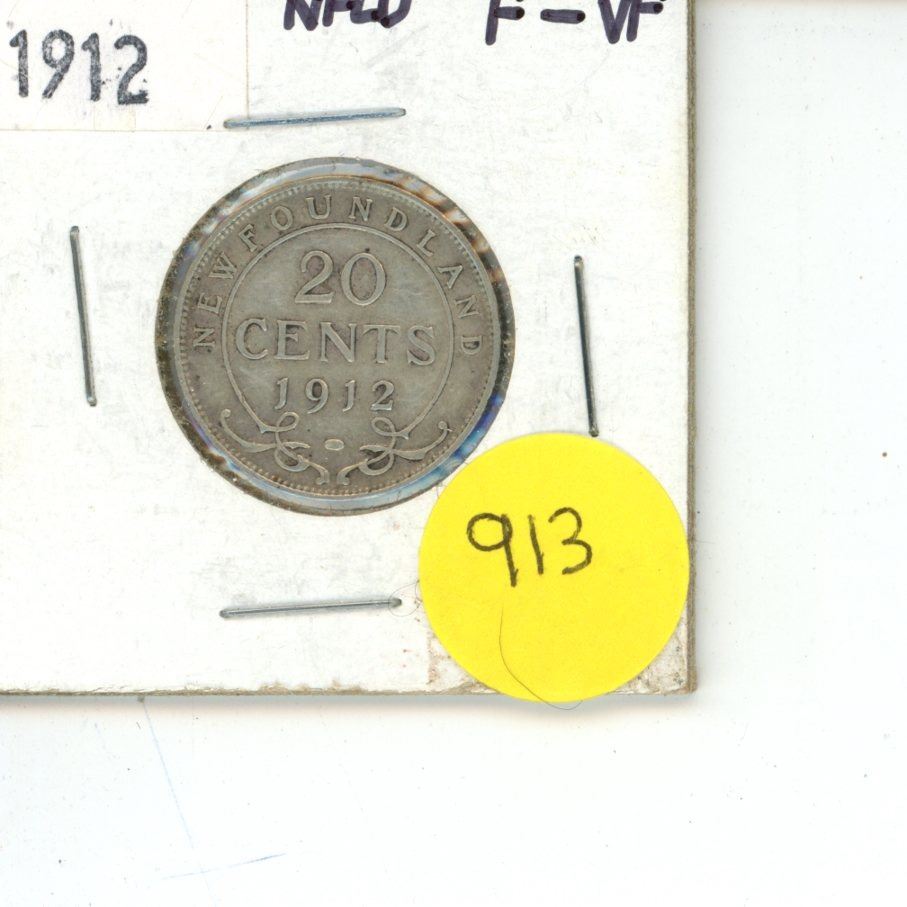 NFLD F-VF
1912
NEWFOUNDLAND
20
CENTS
1912
913